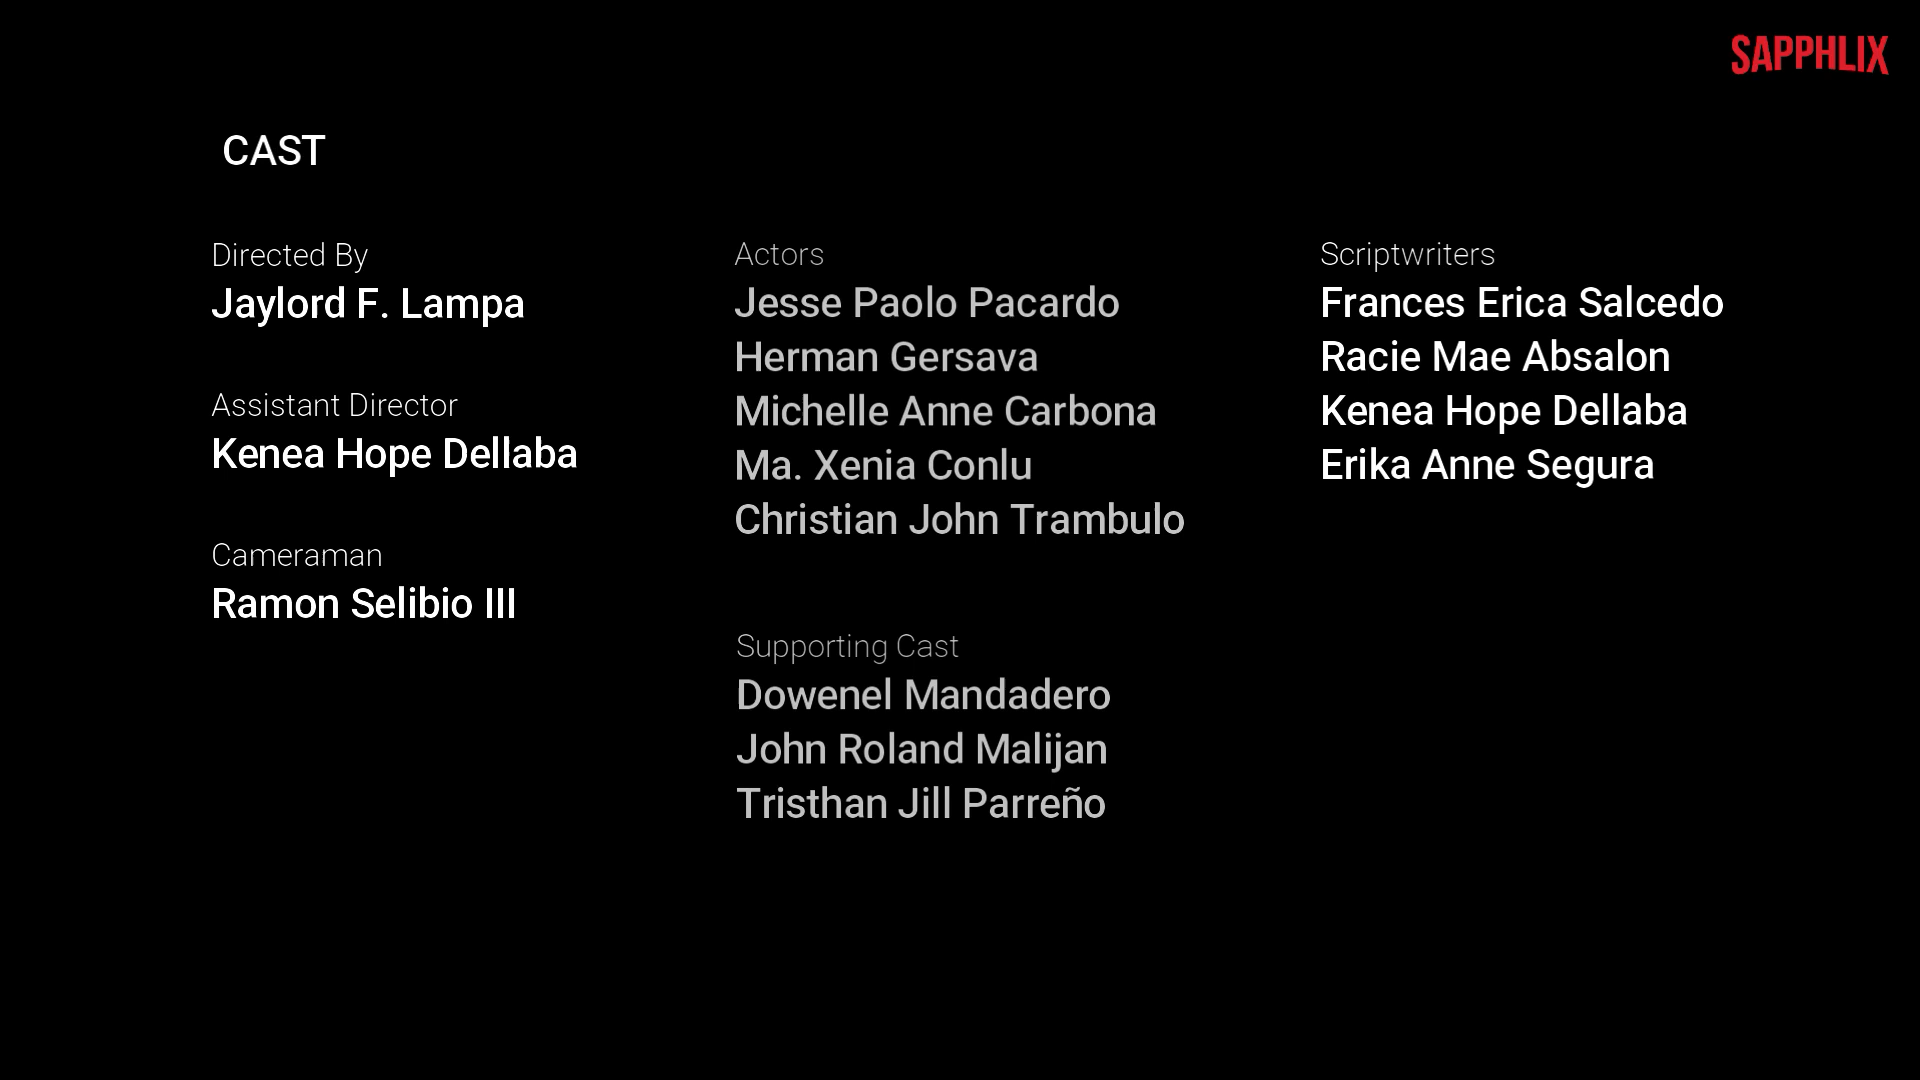 SAPPHLIX
CAST
Directed By
Jaylord F. Lampa
Assistant Director
Kenea Hope Dellaba
Cameraman
Ramon Selibio III
Actors
Jesse Paolo Pacardo
Herman Gersava
Michelle Anne Carbona
Ma. Xenia Conlu
Christian John Trambulo
Supporting Cast
Dowenel Mandadero
John Roland Malijan
Tristhan Jill Parreño
Scriptwriters
Frances Erica Salcedo
Racie Mae Absalon
Kenea Hope Dellaba
Erika Anne Segura